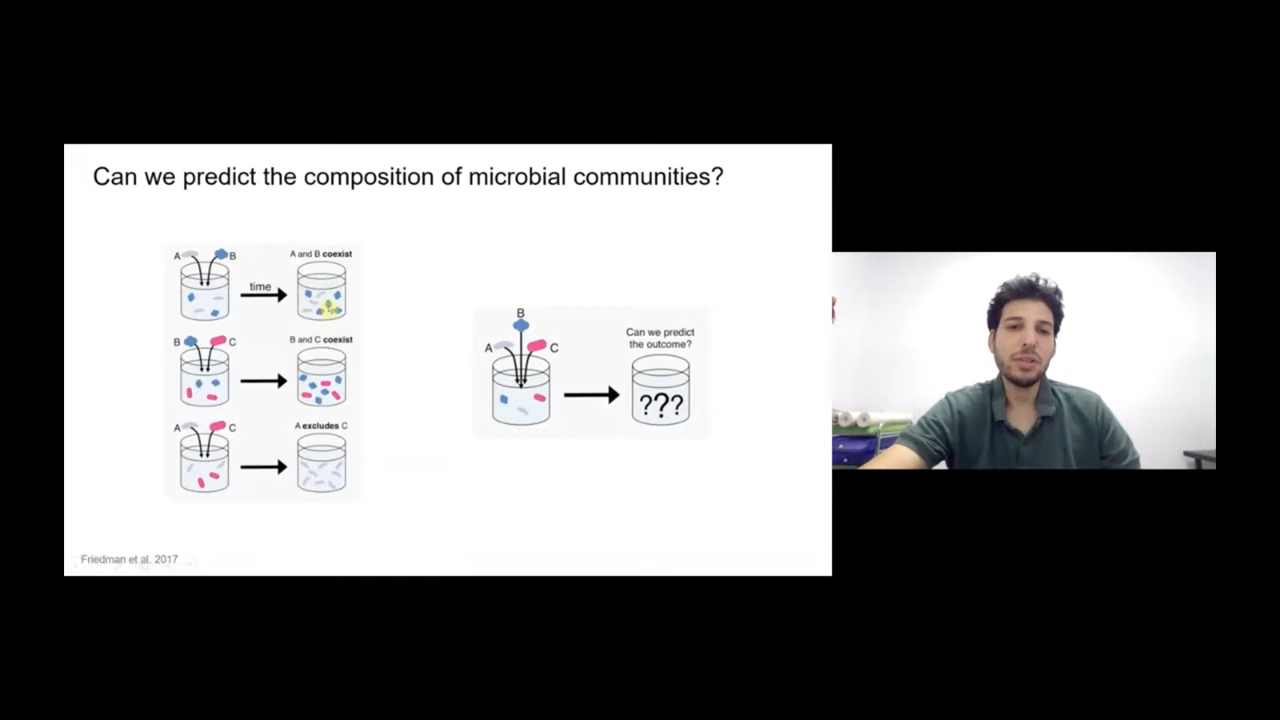 Can we predict the composition of microbial communities?
A
B
A and B coexist
time
B
C
B and C coexist
A
C
A excludes C
B
A
C
Can we predict
the outcome?
???
Friedman et al. 2017